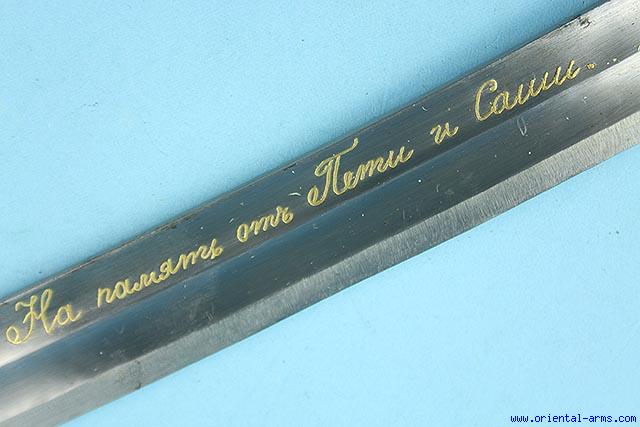 На память отъ Пети и Саши...
www.oriental-arms.com